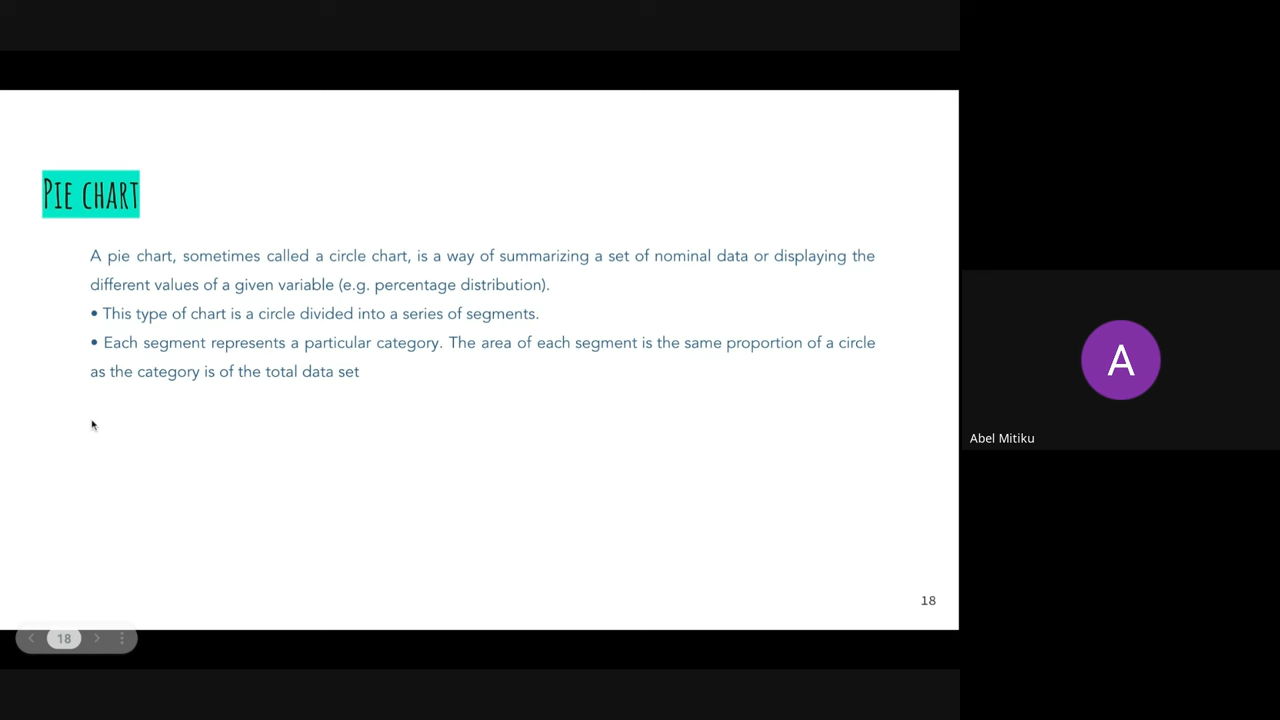 PIE CHART
A pie chart, sometimes called a circle chart, is a way of summarizing a set of nominal data or displaying the
different values of a given variable (e.g. percentage distribution).
• This type of chart is a circle divided into a series of segments.
• Each segment represents a particular category. The area of each segment is the same proportion of a circle
as the category is of the total data set
A
Abel Mitiku
18
18